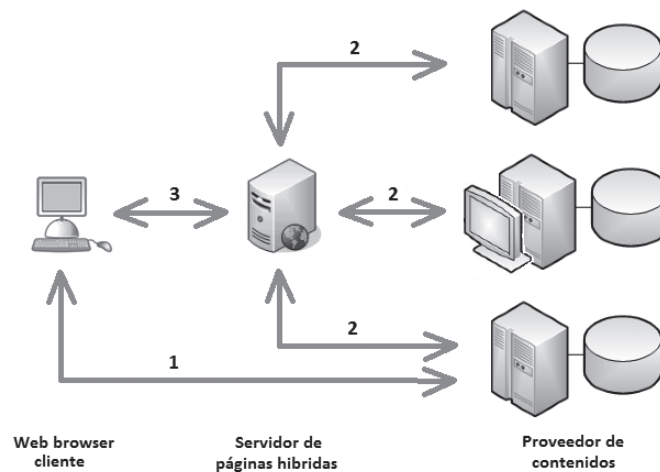 2
3
2
2
1
Web browser
cliente
Servidor de
páginas hibridas
Proveedor de
contenidos